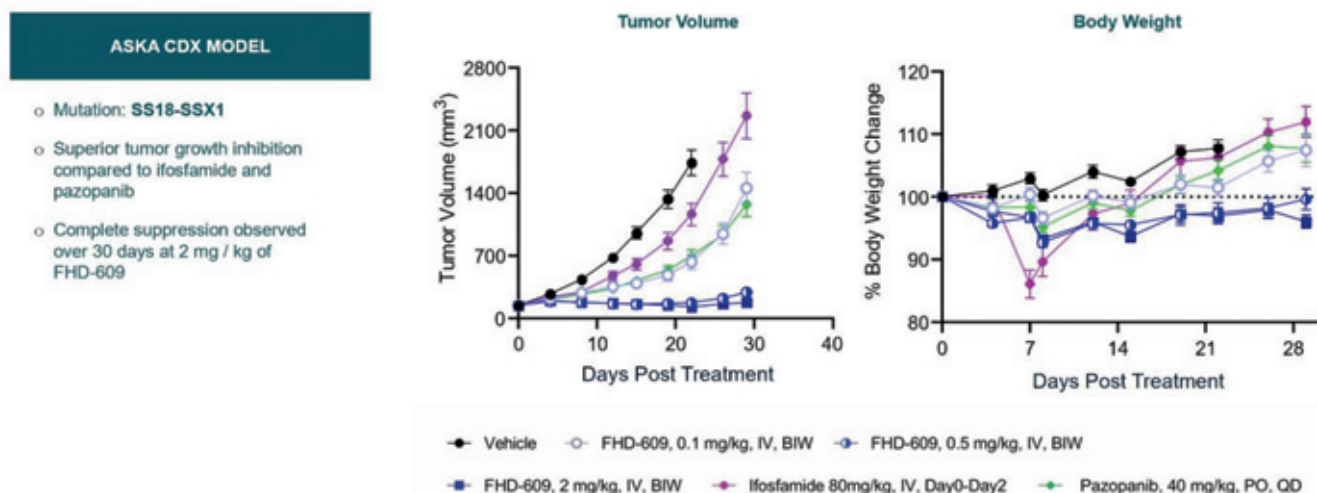 ASKA CDX MODEL
Mutation: SS18-SSX1
Superior tumor growth inhibition
compared to ifosfamide and
pazopanib
Complete suppression observed
over 30 days at 2 mg / kg of
FHD-609
Tumor Volume
Tumor Volume (mm³)
2800
2100
1400
700
0
0 10 20 30 40
Days Post Treatment
Body Weight
% Body Weight Change
120
110
100
90
80
0 7 14 21 28
Days Post Treatment
Vehicle FHD-609, 0.1 mg/kg, IV, BIW FHD-609, 0.5 mg/kg, IV, BIW
FHD-609, 2 mg/kg, IV, BIW Ifosfamide 80mg/kg, IV, Day0-Day2 Pazopanib, 40 mg/kg, PO, QD